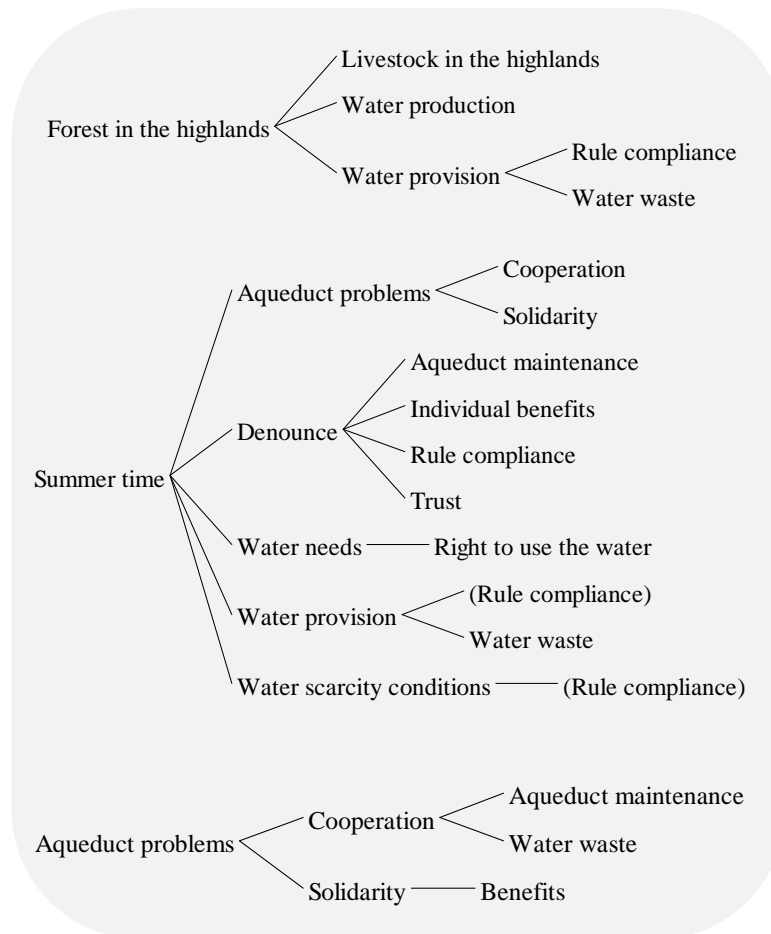 Livestock in the highlands
Water production
Forest in the highlands
Rule compliance
Water provision
Water waste
Cooperation
Aqueduct problems
Solidarity
Aqueduct maintenance
Individual benefits
Denounce
Rule compliance
Summer time
Trust
Water needs
Right to use the water
(Rule compliance)
Water provision
Water waste
Water scarcity conditions
(Rule compliance)
Aqueduct maintenance
Cooperation
Aqueduct problems
Water waste
Solidarity
Benefits